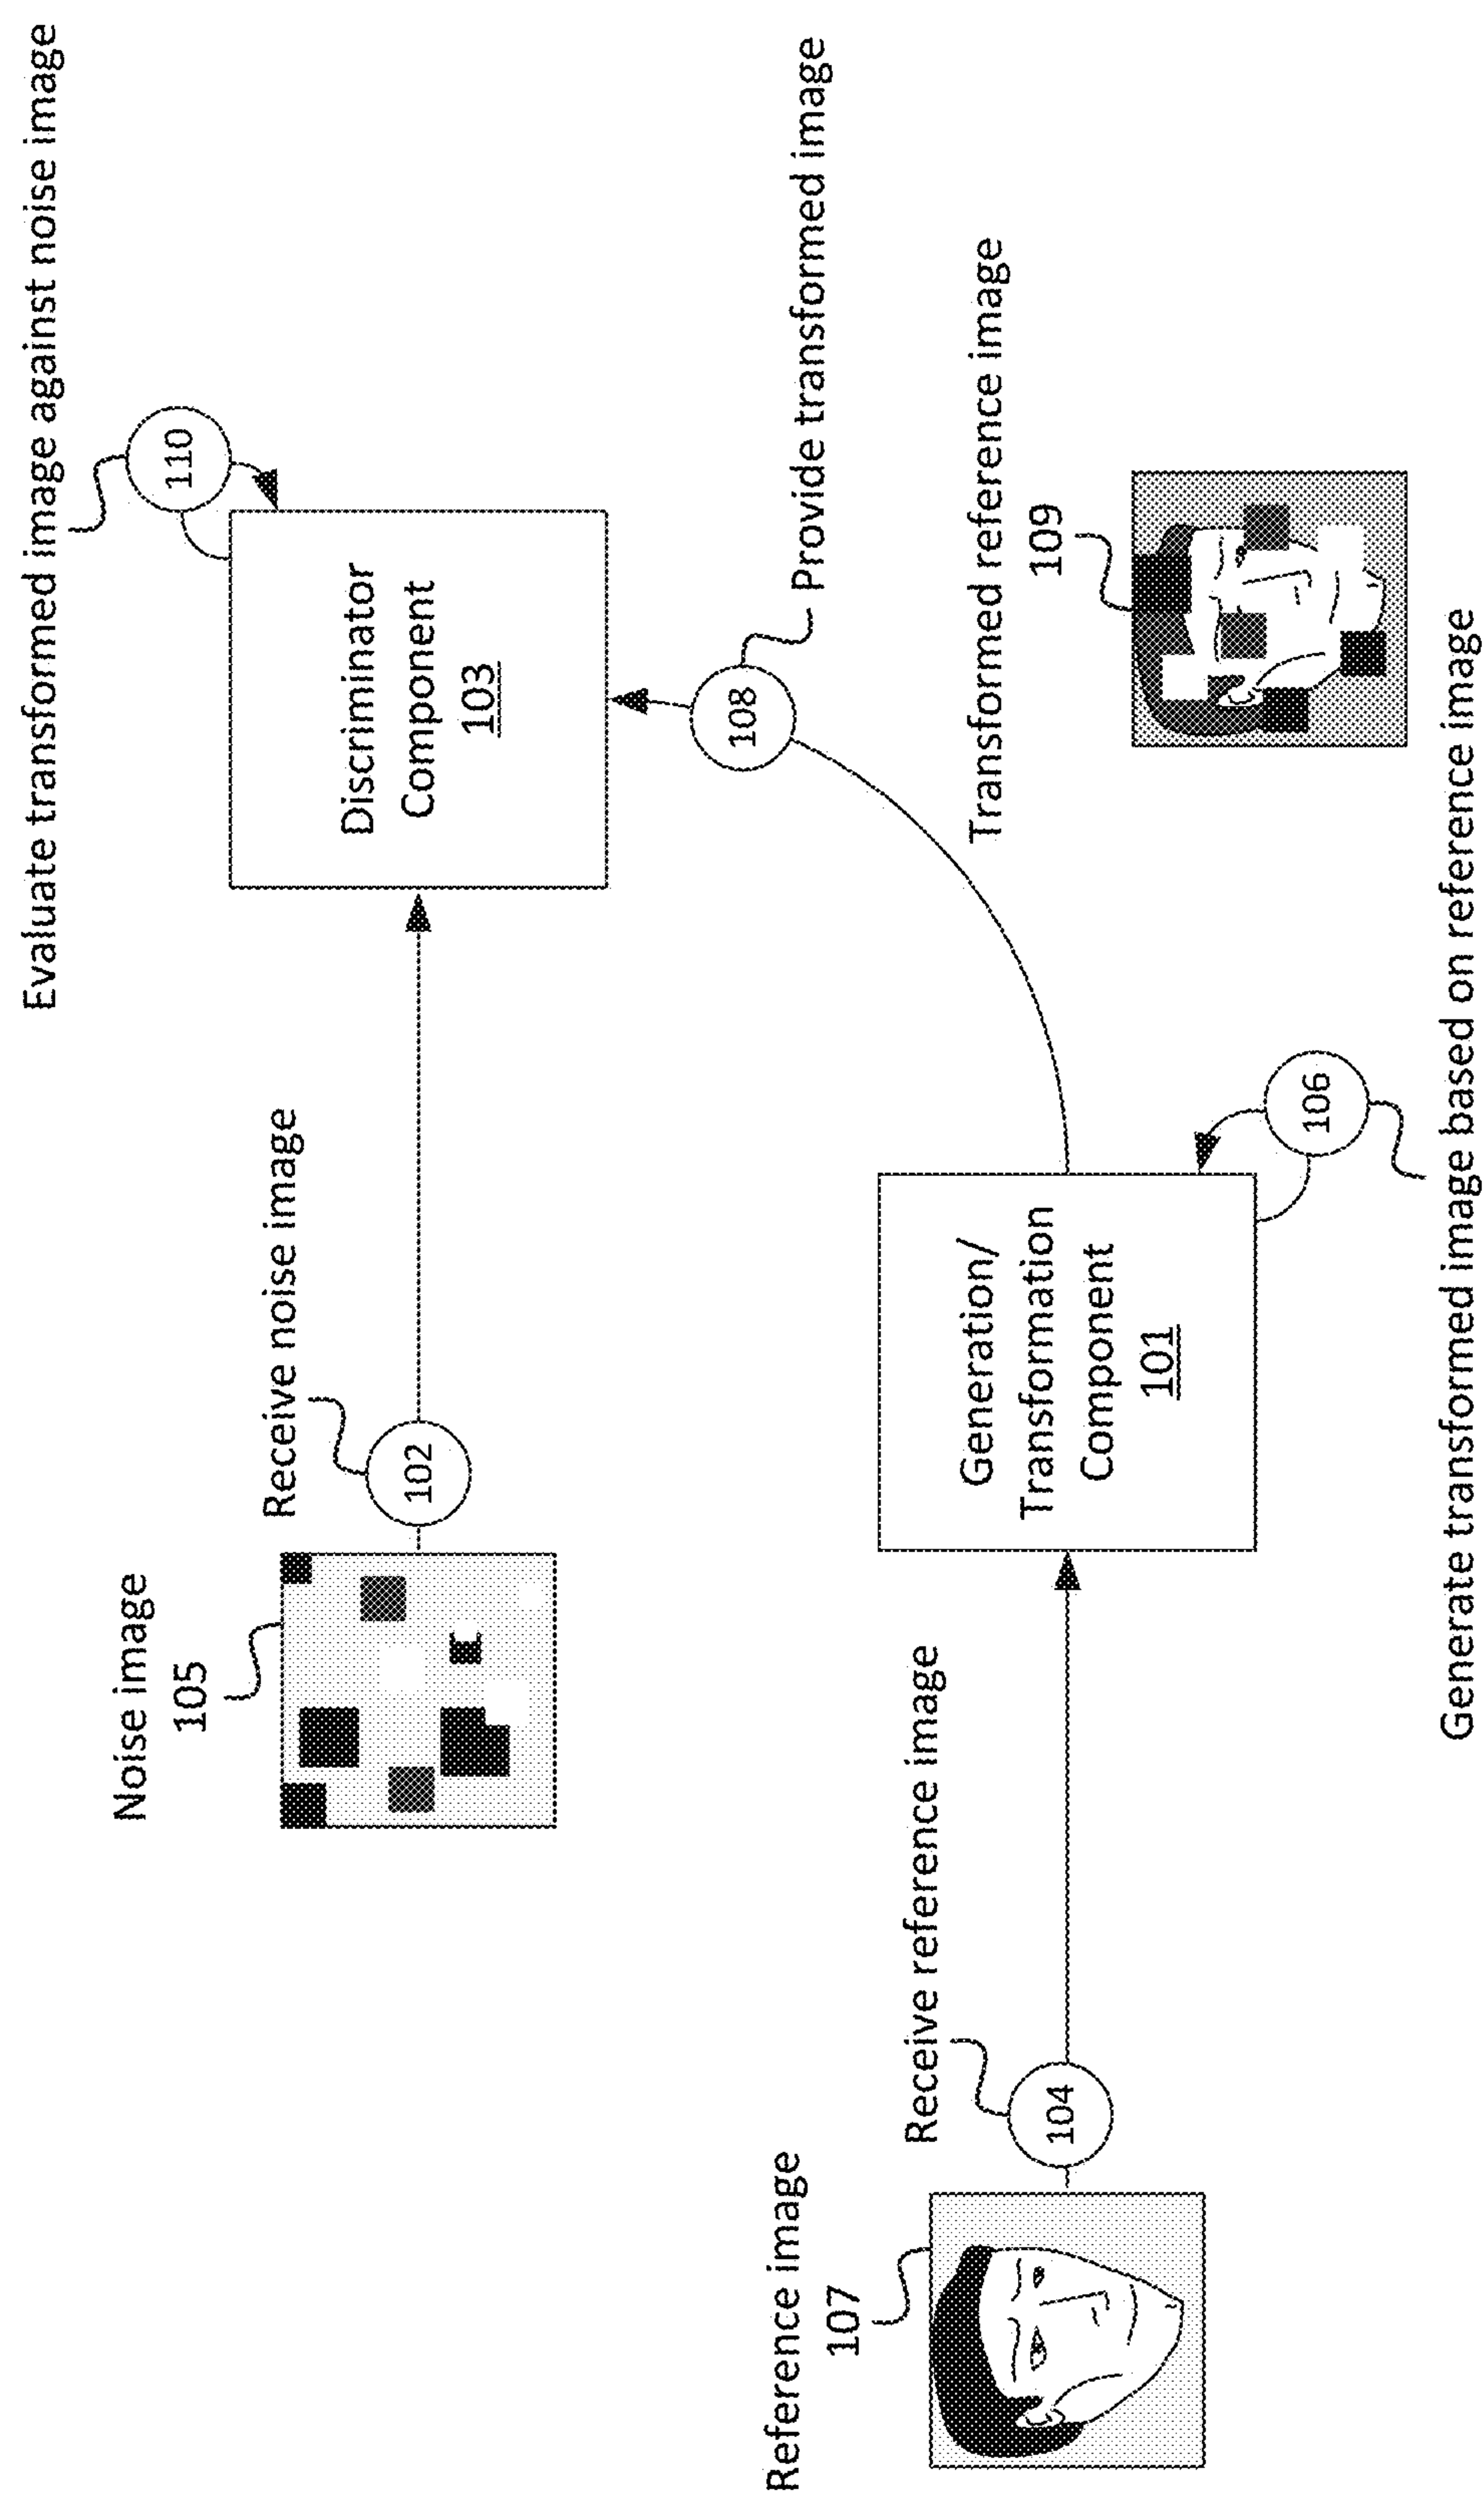 Evaluate transformed image against noise image
110
Noise image
105
Receive noise image
102
Discriminator
Component
103
108
Provide transformed image
Reference image
107
Receive reference image
104
Generation/
Transformation
Component
101
Transformed reference image
109
106
Generate transformed image based on reference image